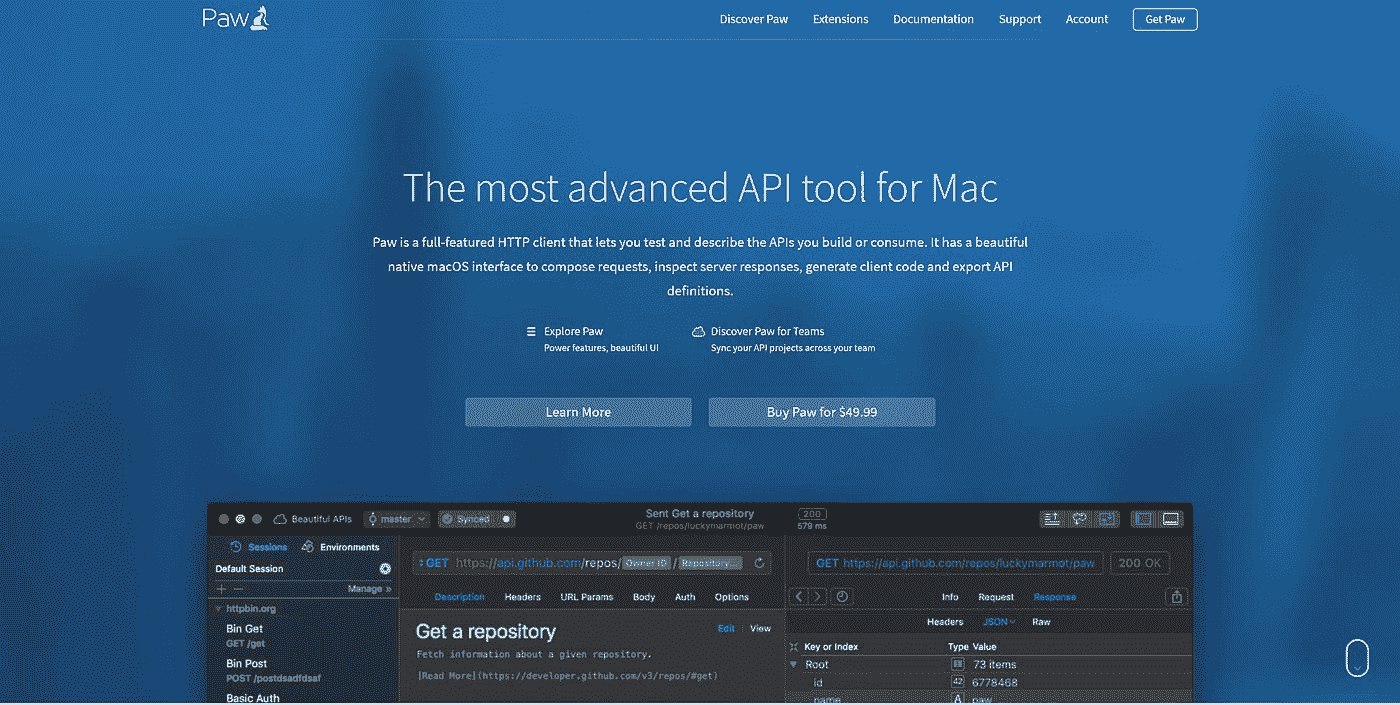 Paw
Discover Paw
Extensions
Documentation
Support
Account
Get Paw
The most advanced API tool for Mac
Paw is a full-featured HTTP client that lets you test and describe the APIs you build or consume. It has a beautiful
native macOS interface to compose requests, inspect server responses, generate client code and export API
definitions.
Explore Paw
Power features, beautiful UI
Discover Paw for Teams
Sync your API projects across your team
Learn More
Buy Paw for $49.99
Beautiful APIs
master
Synced
Sent Get a repository
GET /repos/luckymarmot/paw
200
579 ms
Sessions
Environments
Default Session
Manage »
httpbin.org
Bin Get
GET /get
Bin Post
POST /postdsadfdsaf
Basic Auth
GET https://api.github.com/repos/ Owner ID / Repository...
Description
Headers
URL Params
Body
Auth
Options
Get a repository
Edit
View
Fetch information about a given repository.
[Read More](https://developer.github.com/v3/repos/#get)
GET https://api.github.com/repos/luckymarmot/paw
200 OK
Info
Request
Response
Headers
JSON
Raw
Key or Index
Type Value
Root
73 items
id
42 6778468
name
A paw